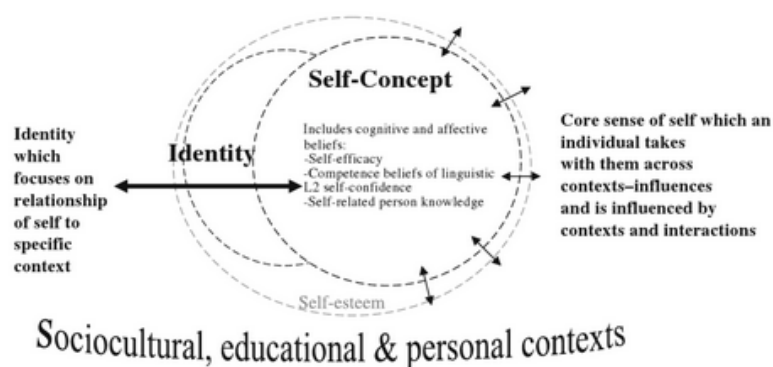 Self-Concept
Identity
which
focuses on
relationship
of self to
specific
context
Identity
Includes cognitive and affective
beliefs:
-Self-efficacy
-Competence beliefs of linguistic
L2 self-confidence
-Self-related person knowledge
Core sense of self which an
individual takes
with them across
contexts–influences
and is influenced by
contexts and interactions
Self-esteem
Sociocultural, educational & personal contexts